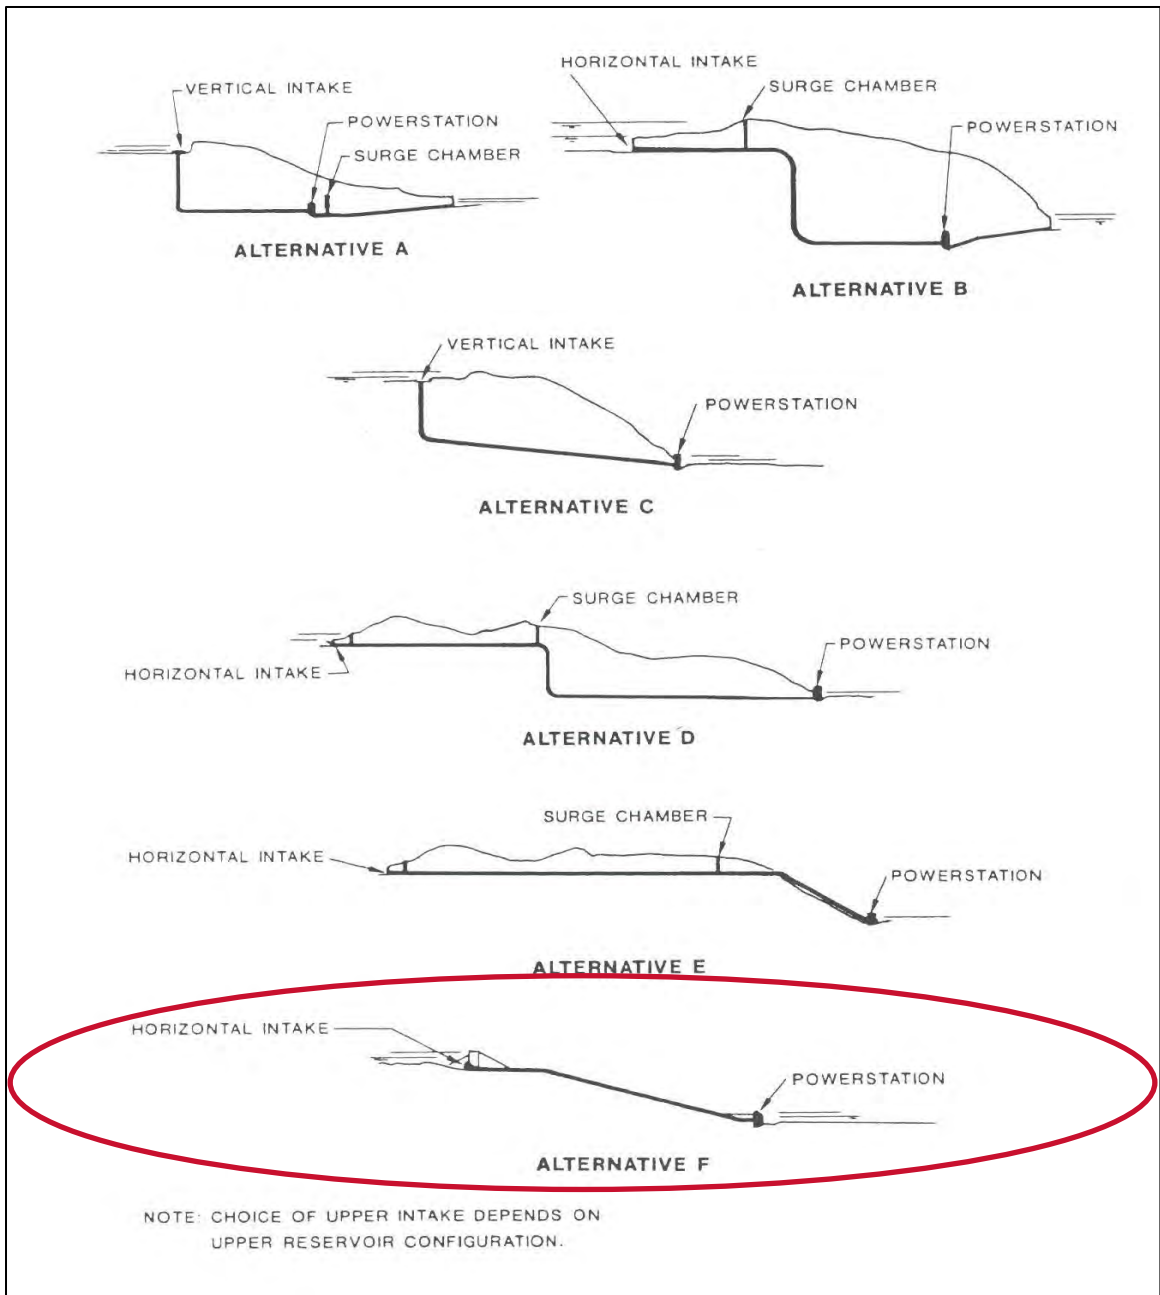 VERTICAL INTAKE
POWERSTATION
SURGE CHAMBER
ALTERNATIVE A
HORIZONTAL INTAKE
SURGE CHAMBER
POWERSTATION
ALTERNATIVE B
VERTICAL INTAKE
POWERSTATION
ALTERNATIVE C
SURGE CHAMBER
POWERSTATION
HORIZONTAL INTAKE
ALTERNATIVE D
SURGE CHAMBER
HORIZONTAL INTAKE
POWERSTATION
ALTERNATIVE E
HORIZONTAL INTAKE
POWERSTATION
ALTERNATIVE F
NOTE: CHOICE OF UPPER INTAKE DEPENDS ON
UPPER RESERVOIR CONFIGURATION.